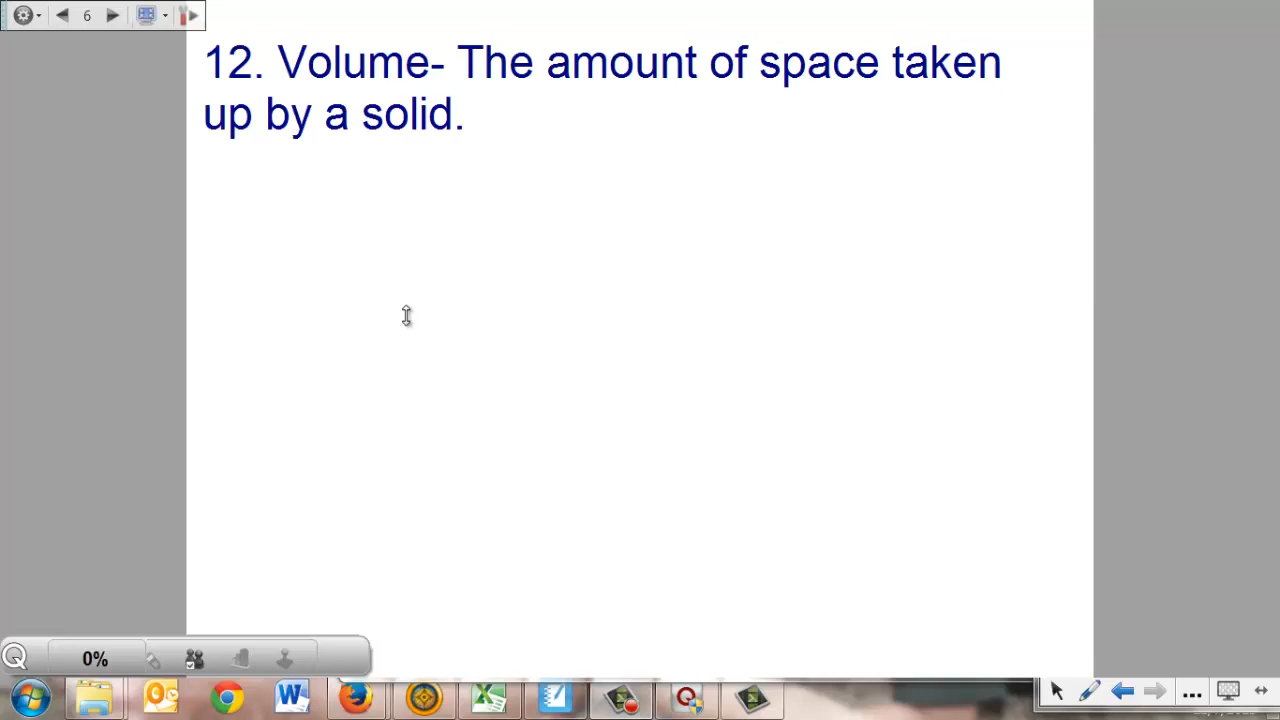 6
12. Volume- The amount of space taken
up by a solid.
0%